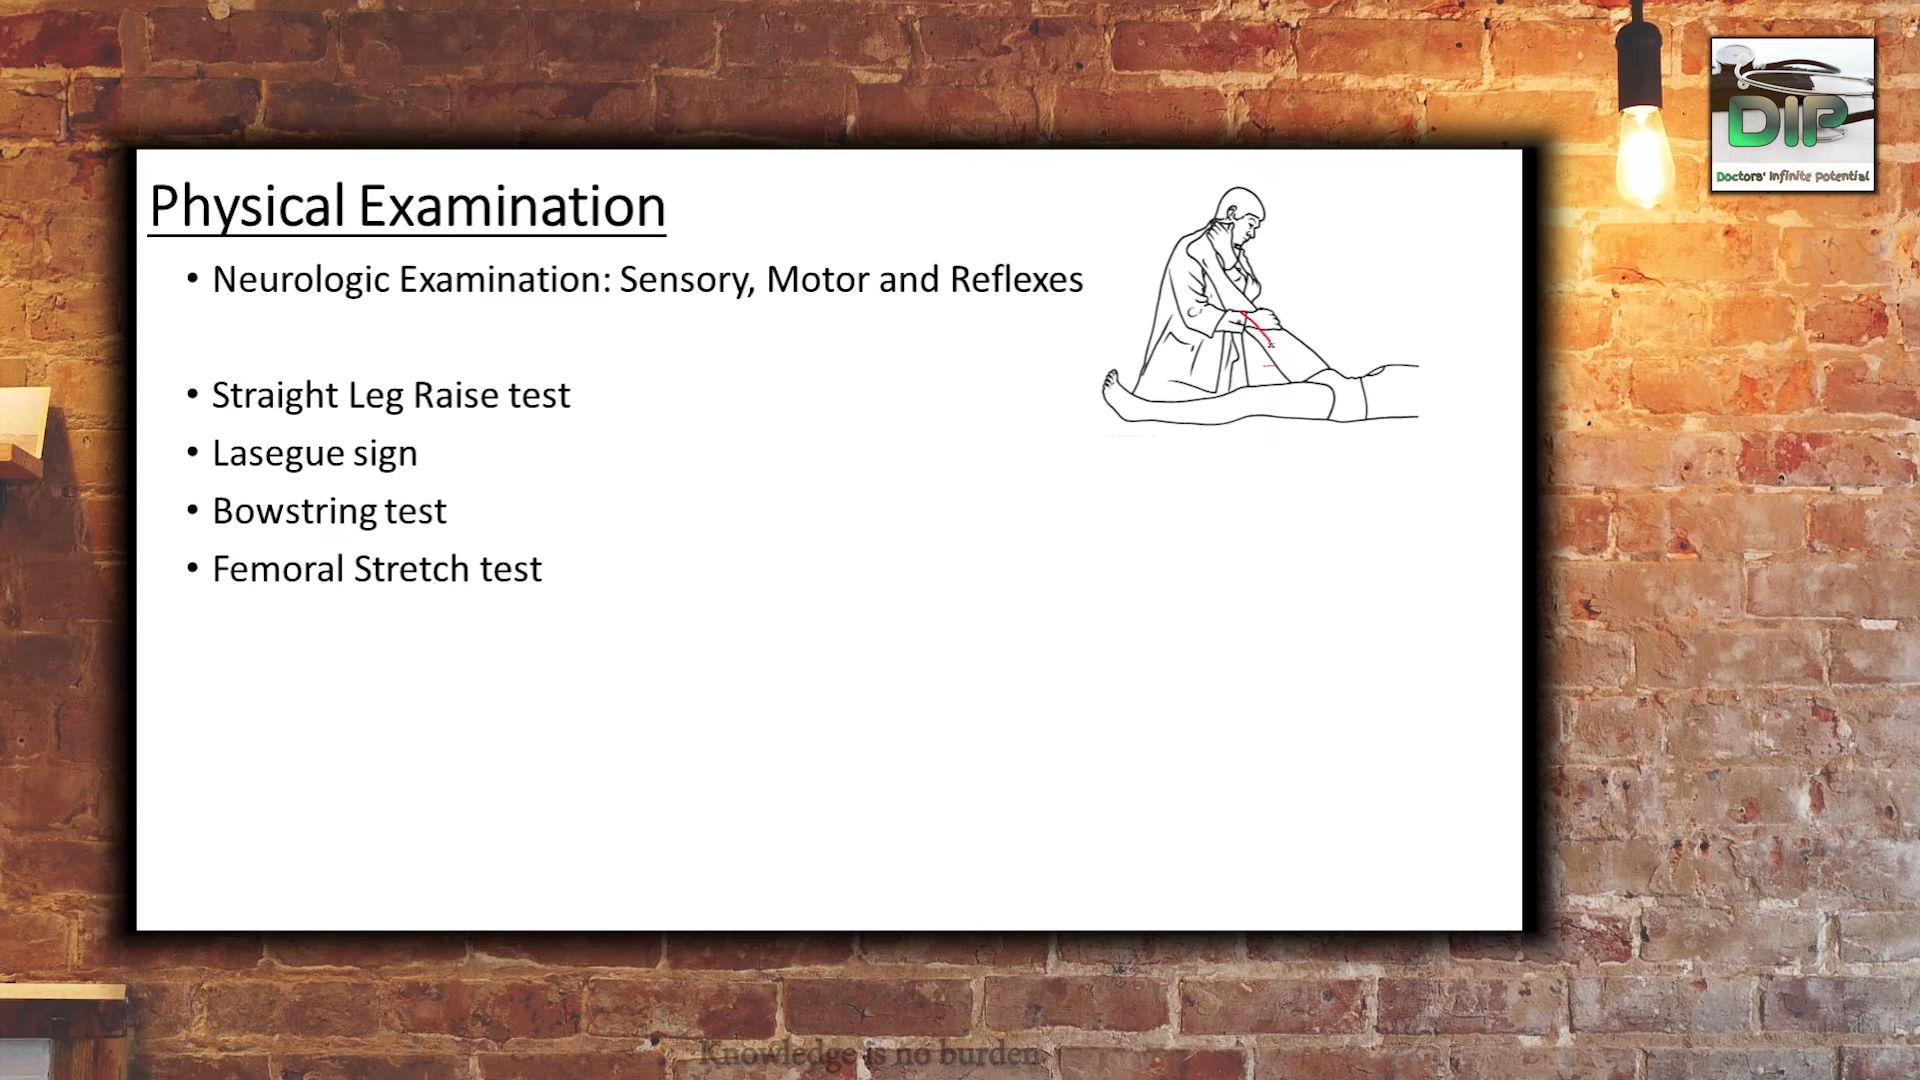 DIP
Doctors' Infinite Potential
Physical Examination
• Neurologic Examination: Sensory, Motor and Reflexes
• Straight Leg Raise test
• Lasegue sign
• Bowstring test
• Femoral Stretch test
Knowledge is no burden